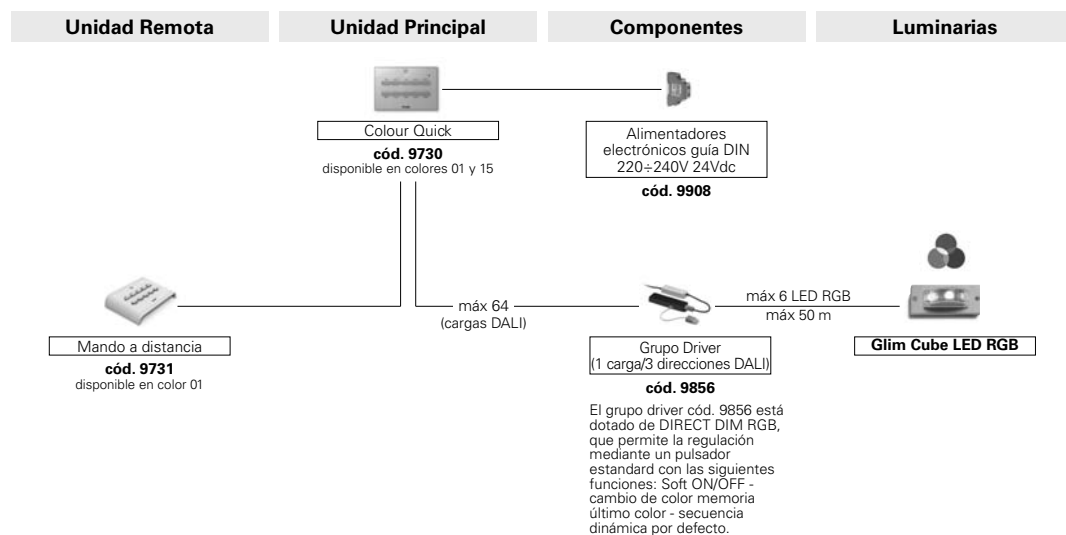 Unidad Remota
Unidad Principal
Componentes
Luminarias
Colour Quick
cód. 9730
disponible en colores 01 y 15
Alimentadores
electrónicos guía DIN
220÷240V 24Vdc
cód. 9908
Mando a distancia
cód. 9731
disponible en color 01
máx 64
(cargas DALI)
Grupo Driver
(1 carga/3 direcciones DALI)
cód. 9856
El grupo driver cód. 9856 está
dotado de DIRECT DIM RGB,
que permite la regulación
mediante un pulsador
estandard con las siguientes
funciones: Soft ON/OFF -
cambio de color memoria
último color - secuencia
dinámica por defecto.
máx 6 LED RGB
máx 50 m
Glim Cube LED RGB